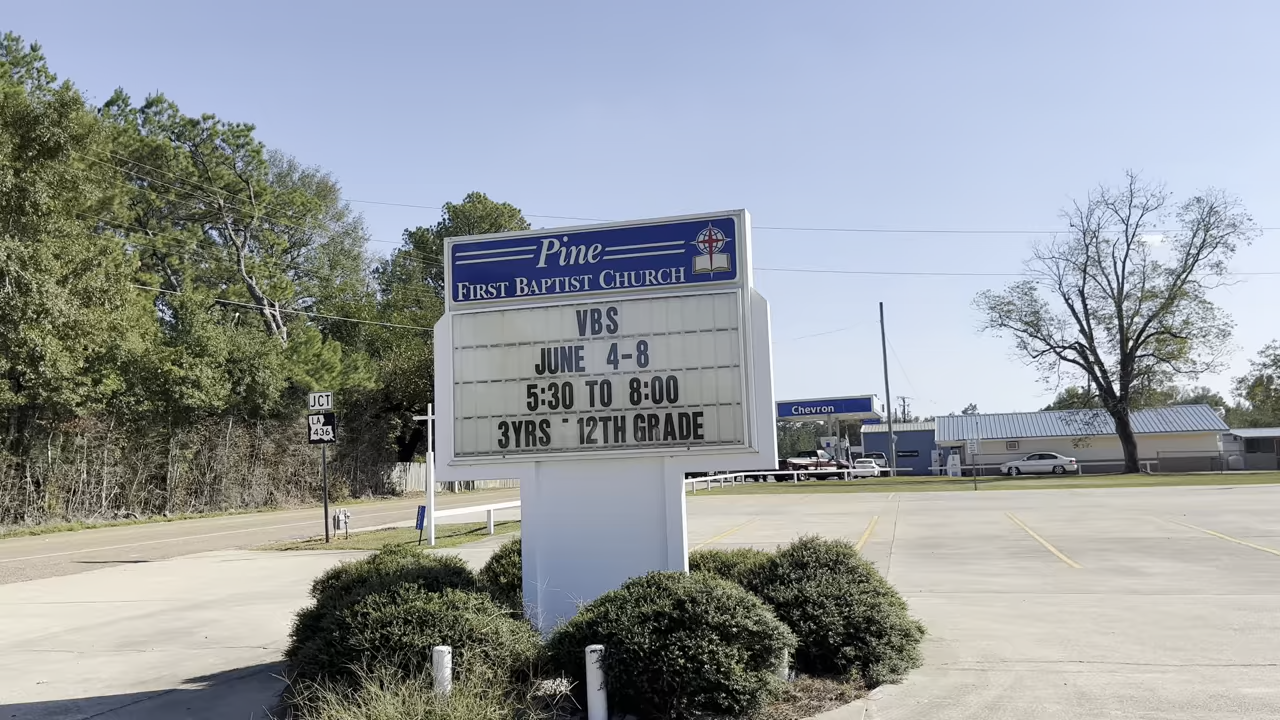 Pine
FIRST BAPTIST CHURCH
VBS
JUNE 4-8
5:30 TO 8:00
3YRS - 12TH GRADE
JCT
LA
436
Chevron